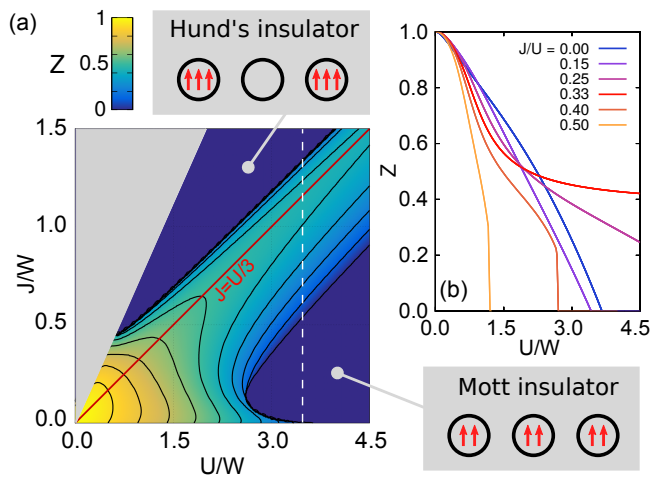 (a)
Z
1
0.5
0
Hund's insulator
J/W
1.5
1.0
0.5
0.0
J=U/3
0.0 1.5 3.0 4.5
U/W
Z
1.0
0.8
0.6
0.4
0.2
0.0
J/U = 0.00
0.15
0.25
0.33
0.40
0.50
(b)
0.0 1.5 3.0 4.5
U/W
Mott insulator